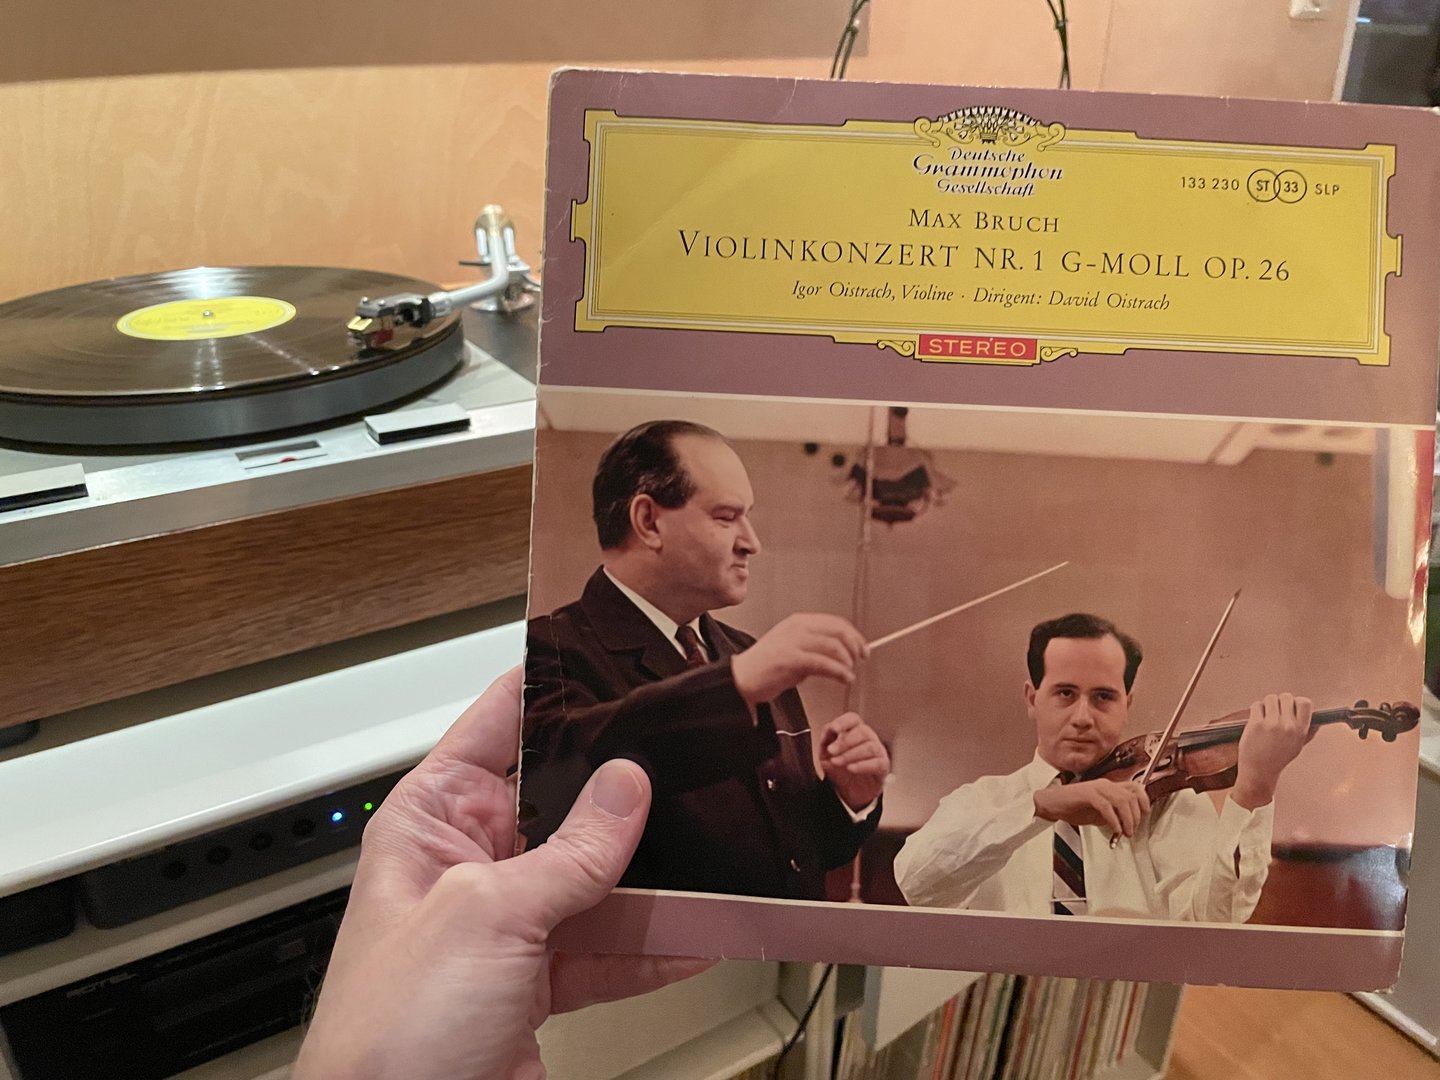 Deutsche
Grammophon
Gesellschaft
133 230 ST 33 SLP
MAX BRUCH
VIOLINKONZERT NR. 1 G-MOLL OP. 26
Igor Oistrach, Violine · Dirigent: David Oistrach
STEREO
ROTEL